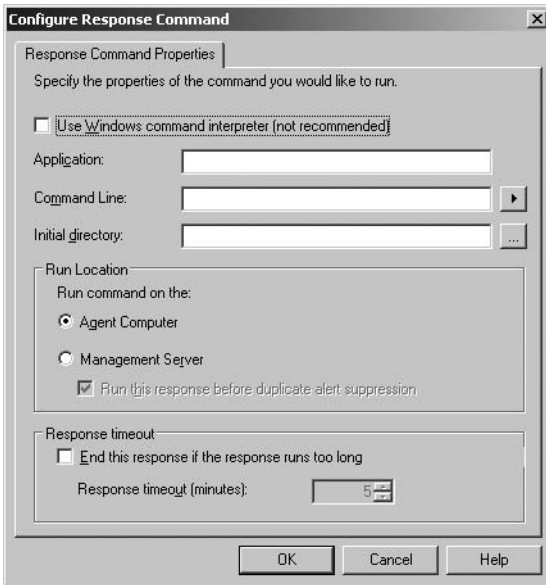 Configure Response Command
Response Command Properties
Specify the properties of the command you would like to run.
Use Windows command interpreter (not recommended)
Application:
Command Line:
Initial directory:
...
Run Location
Run command on the:
Agent Computer
Management Server
Run this response before duplicate alert suppression
Response timeout
End this response if the response runs too long
Response timeout (minutes): 5
OK Cancel Help